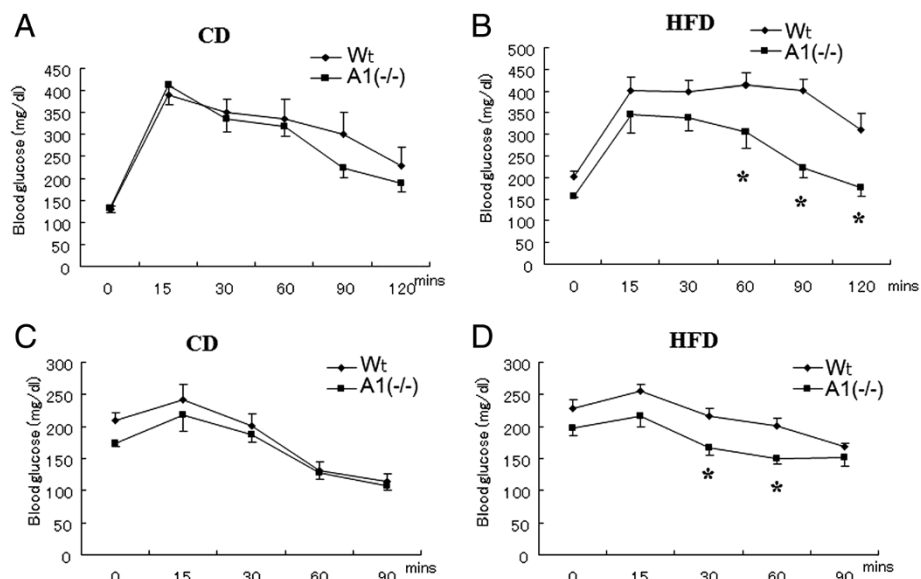 A
CD
Wt
A1(-/-)
Blood glucose (mg/dl)
450
400
350
300
250
200
150
100
50
0
0 15 30 60 90 120 mins
B
HFD
Wt
A1(-/-)
Blood glucose (mg/dl)
500
450
400
350
300
250
200
150
100
50
0
* * *
0 15 30 60 90 120 mins
C
CD
Wt
A1(-/-)
Blood glucose (mg/dl)
300
250
200
150
100
50
0
0 15 30 60 90 mins
D
HFD
Wt
A1(-/-)
Blood glucose (mg/dl)
300
250
200
150
100
50
0
* *
0 15 30 60 90 mins